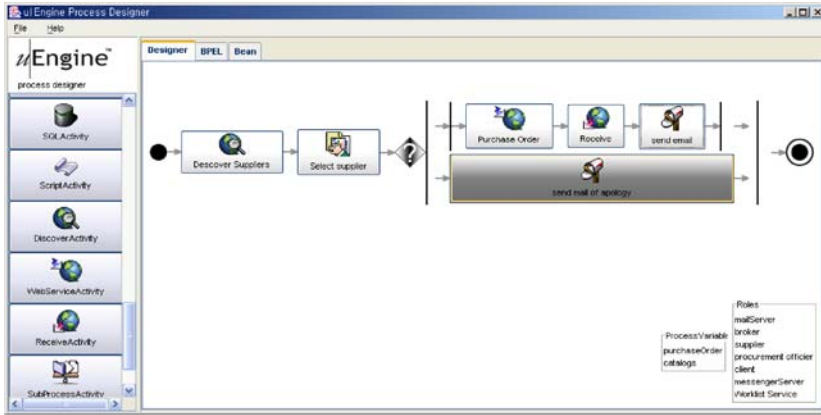 uEngine Process Designer
File Help
uEngine™
process designer
SQLActivity
ScriptActivity
DiscoverActivity
WebServiceActivity
ReceiveActivity
SubProcessActivity
Designer BPEL Bean
Descover Suppliers
Select supplier
?
Purchase Order
Receive
send email
send mail of apology
ProcessVariabl
purchaseOrder
catalogs
Roles
mailServer
broker
supplier
procurement officier
client
messengerServer
Worklist Service